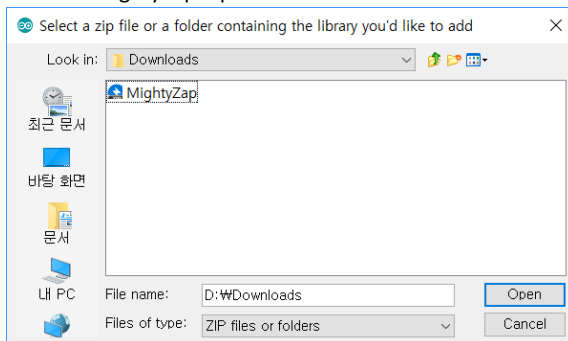 Select a zip file or a folder containing the library you'd like to add
Look in:
Downloads
MightyZap
최근 문서
바탕 화면
문서
내 PC
File name:
D:₩Downloads
Open
Files of type:
ZIP files or folders
Cancel